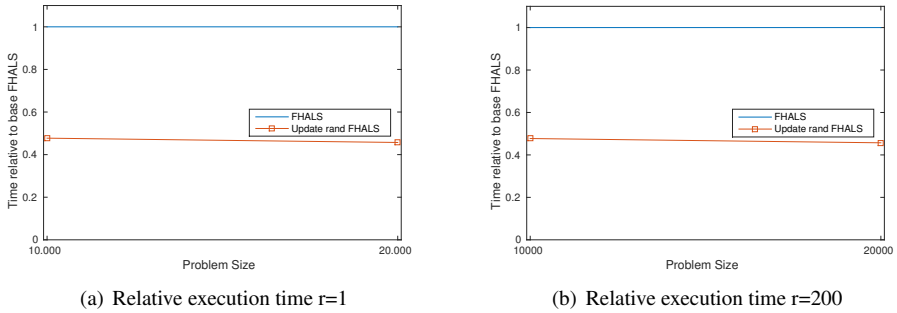 Time relative to base FHALS
1
0.8
0.6
0.4
0.2
0
10.000
20.000
Problem Size
FHALS
Update rand FHALS
(a) Relative execution time r=1
Time relative to base FHALS
1
0.8
0.6
0.4
0.2
0
10000
20000
Problem Size
FHALS
Update rand FHALS
(b) Relative execution time r=200